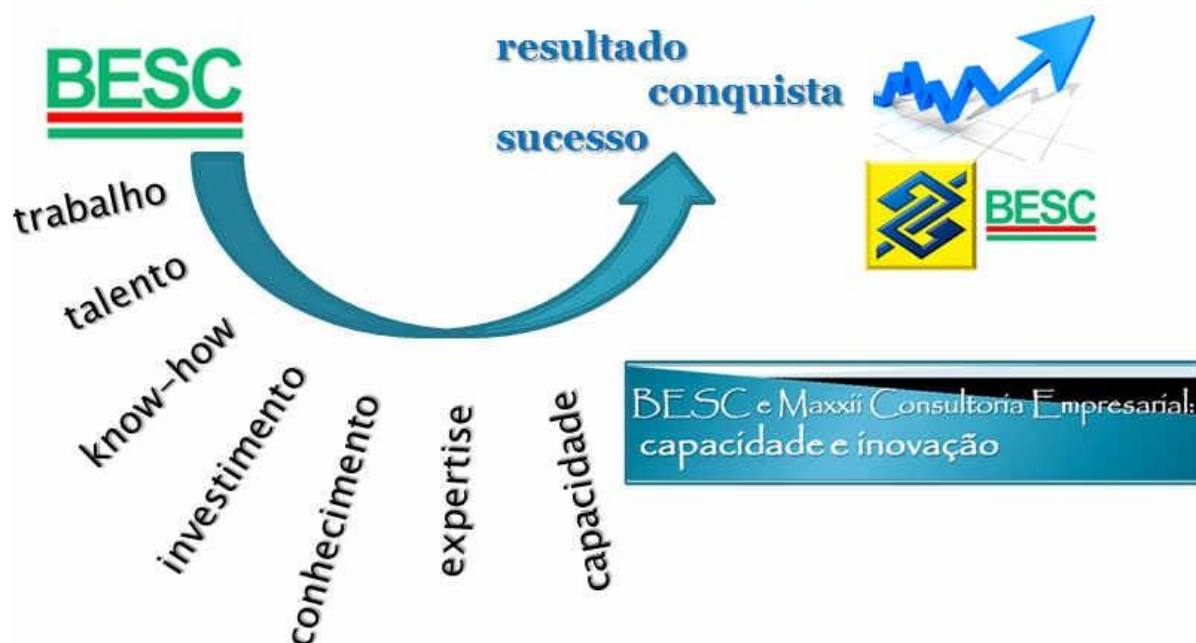 BESC
resultado
conquista
sucesso
BESC
trabalho
talento
know-how
investimento
conhecimento
expertise
capacidade
BESC e Maxxii Consultoria Empresarial:
capacidade e inovação